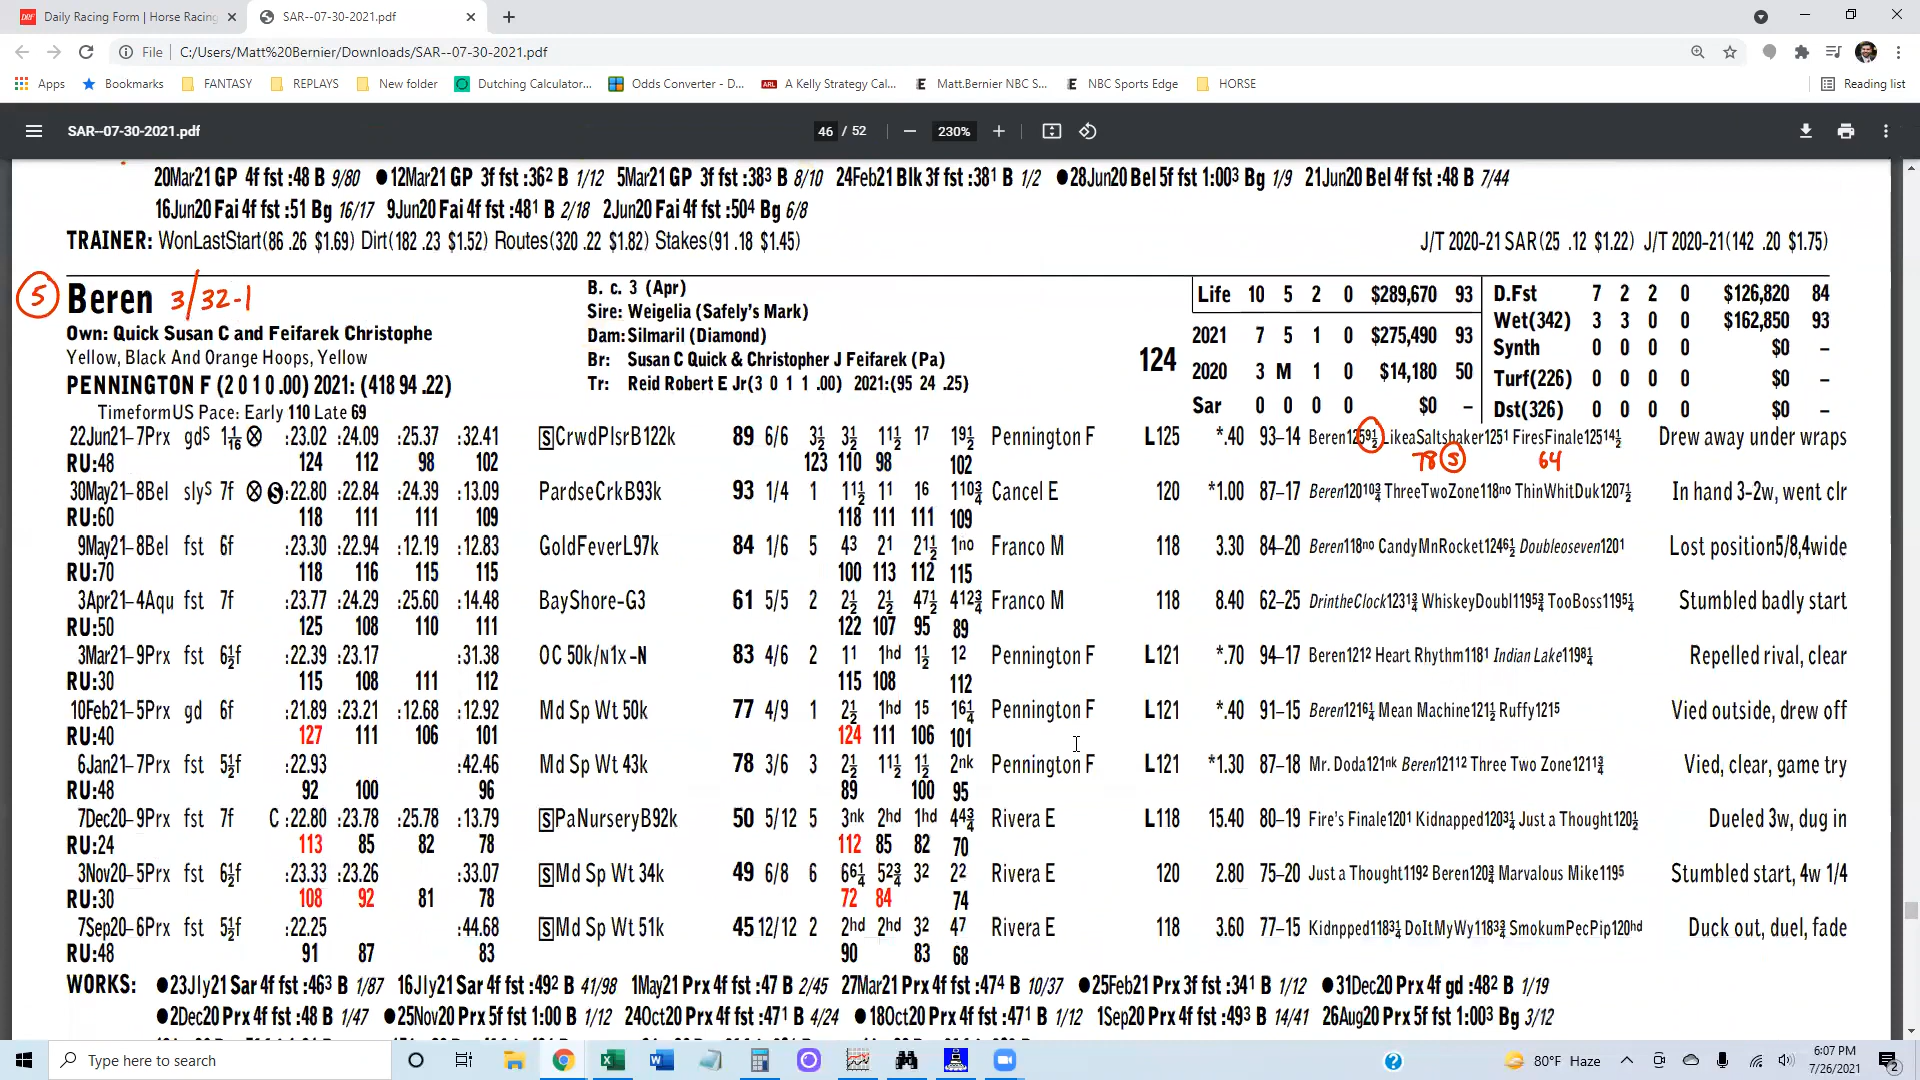 Daily Racing Form | Horse Racing
SAR--07-30-2021.pdf
File C:/Users/Matt%20Bernier/Downloads/SAR--07-30-2021.pdf
Apps Bookmarks FANTASY REPLAYS New folder Dutching Calculator... Odds Converter - D... A Kelly Strategy Cal... Matt.Bernier NBC S... NBC Sports Edge HORSE Reading list
SAR--07-30-2021.pdf 46 / 52 230%
20Mar21 GP 4f fst :48 B 9/80 ●12Mar21 GP 3f fst :36² B 1/12 5Mar21 GP 3f fst :38³ B 8/10 24Feb21 Blk 3f fst :38¹ B 1/2 ●28Jun20 Bel 5f fst 1:00³ Bg 1/9 21Jun20 Bel 4f fst :48 B 7/44
16Jun20 Fai 4f fst :51 Bg 16/17 9Jun20 Fai 4f fst :48¹ B 2/18 2Jun20 Fai 4f fst :50⁴ Bg 6/8
TRAINER: WonLastStart(86 .26 $1.69) Dirt(182 .23 $1.52) Routes(320 .22 $1.82) Stakes(91 .18 $1.45) J/T 2020-21 SAR(25 .12 $1.22) J/T 2020-21(142 .20 $1.75)
5 Beren 3/32-1
Own: Quick Susan C and Feifarek Christophe
Yellow, Black And Orange Hoops, Yellow
PENNINGTON F (2 0 1 0 .00) 2021: (418 94 .22)
TimeformUS Pace: Early 110 Late 69
B. c. 3 (Apr)
Sire: Weigelia (Safely's Mark)
Dam: Silmaril (Diamond)
Br: Susan C Quick & Christopher J Feifarek (Pa)
Tr: Reid Robert E Jr(3 0 1 1 .00) 2021:(95 24 .25)
124
Life 10 5 2 0 $289,670 93
2021 7 5 1 0 $275,490 93
2020 3 M 1 0 $14,180 50
Sar 0 0 0 0 $0 –
D.Fst 7 2 2 0 $126,820 84
Wet(342) 3 3 0 0 $162,850 93
Synth 0 0 0 0 $0 –
Turf(226) 0 0 0 0 $0 –
Dst(326) 0 0 0 0 $0 –
22Jun21–7Prx gdS 1 1/16 ⊗ :23.02 :24.09 :25.37 :32.41 [S]CrwdPlsrB122k 89 6/6 3½ 3½ 11½ 17 19½ Pennington F L125 *.40 93–14 Beren1259½ LikeaSaltshaker1251 FiresFinale12514½ Drew away under wraps
RU:48 124 112 98 102 123 110 98 102 78 5 64
30May21–8Bel slyS 7f ⊗ S :22.80 :22.84 :24.39 :13.09 PardseCrkB93k 93 1/4 1 11½ 11 16 110¾ Cancel E 120 *1.00 87–17 Beren12010¾ ThreeTwoZone118no ThinWhitDuk1207½ In hand 3-2w, went clr
RU:60 118 111 111 109 118 111 111 109
9May21–8Bel fst 6f :23.30 :22.94 :12.19 :12.83 GoldFeverL97k 84 1/6 5 43 21 21½ 1no Franco M 118 3.30 84–20 Beren118no CandyMnRocket1246½ Doubleoseven1201 Lost position5/8,4wide
RU:70 118 116 115 115 100 113 112 115
3Apr21–4Aqu fst 7f :23.77 :24.29 :25.60 :14.48 BayShore-G3 61 5/5 2 2½ 2½ 47½ 412¾ Franco M 118 8.40 62–25 DrintheClock1231¾ WhiskeyDoubl1195¾ TooBoss1195½ Stumbled badly start
RU:50 125 108 110 111 122 107 95 89
3Mar21–9Prx fst 6½f :22.39 :23.17 :31.38 OC 50k/N1X –N 83 4/6 2 11 1hd 1½ 12 Pennington F L121 *.70 94–17 Beren1212 Heart Rhythm1181 Indian Lake1198¼ Repelled rival, clear
RU:30 115 108 111 112 115 108 112
10Feb21–5Prx gd 6f :21.89 :23.21 :12.68 :12.92 Md Sp Wt 50k 77 4/9 1 2½ 1hd 15 16¼ Pennington F L121 *.40 91–15 Beren1216¼ Mean Machine121½ Ruffy1215 Vied outside, drew off
RU:40 127 111 106 101 124 111 106 101
6Jan21–7Prx fst 5½f :22.93 :42.46 Md Sp Wt 43k 78 3/6 3 2½ 11½ 1½ 2nk Pennington F L121 *1.30 87–18 Mr. Doda121nk Beren12112 Three Two Zone1211¾ Vied, clear, game try
RU:48 92 100 96 89 100 95
7Dec20–9Prx fst 7f C :22.80 :23.78 :25.78 :13.79 [S]PaNurseryB92k 50 5/12 5 3nk 2hd 1hd 44¾ Rivera E L118 15.40 80–19 Fire's Finale1201 Kidnapped1203¼ Just a Thought120½ Dueled 3w, dug in
RU:24 113 85 82 78 112 85 82 70
3Nov20–5Prx fst 6½f :23.33 :23.26 :33.07 [S]Md Sp Wt 34k 49 6/8 6 66¼ 52¾ 32 22 Rivera E 120 2.80 75–20 Just a Thought1192 Beren120¾ Marvalous Mike1195 Stumbled start, 4w 1/4
RU:30 108 92 81 78 72 84 74
7Sep20–6Prx fst 5½f :22.25 :44.68 [S]Md Sp Wt 51k 45 12/12 2 2hd 2hd 32 47 Rivera E 118 3.60 77–15 Kidnpped1183¼ DoItMyWy1183¾ SmokumPecPip120hd Duck out, duel, fade
RU:48 91 87 83 90 83 68
WORKS: ●23Jly21 Sar 4f fst :46³ B 1/87 16Jly21 Sar 4f fst :49² B 41/98 1May21 Prx 4f fst :47 B 2/45 27Mar21 Prx 4f fst :47⁴ B 10/37 ●25Feb21 Prx 3f fst :34¹ B 1/12 ●31Dec20 Prx 4f gd :48² B 1/19
●2Dec20 Prx 4f fst :48 B 1/47 ●25Nov20 Prx 5f fst 1:00 B 1/12 24Oct20 Prx 4f fst :47¹ B 4/24 ●18Oct20 Prx 4f fst :47¹ B 1/12 1Sep20 Prx 4f fst :49³ B 14/41 26Aug20 Prx 5f fst 1:00³ Bg 3/12
Type here to search 80°F Haze 6:07 PM
7/26/2021 2